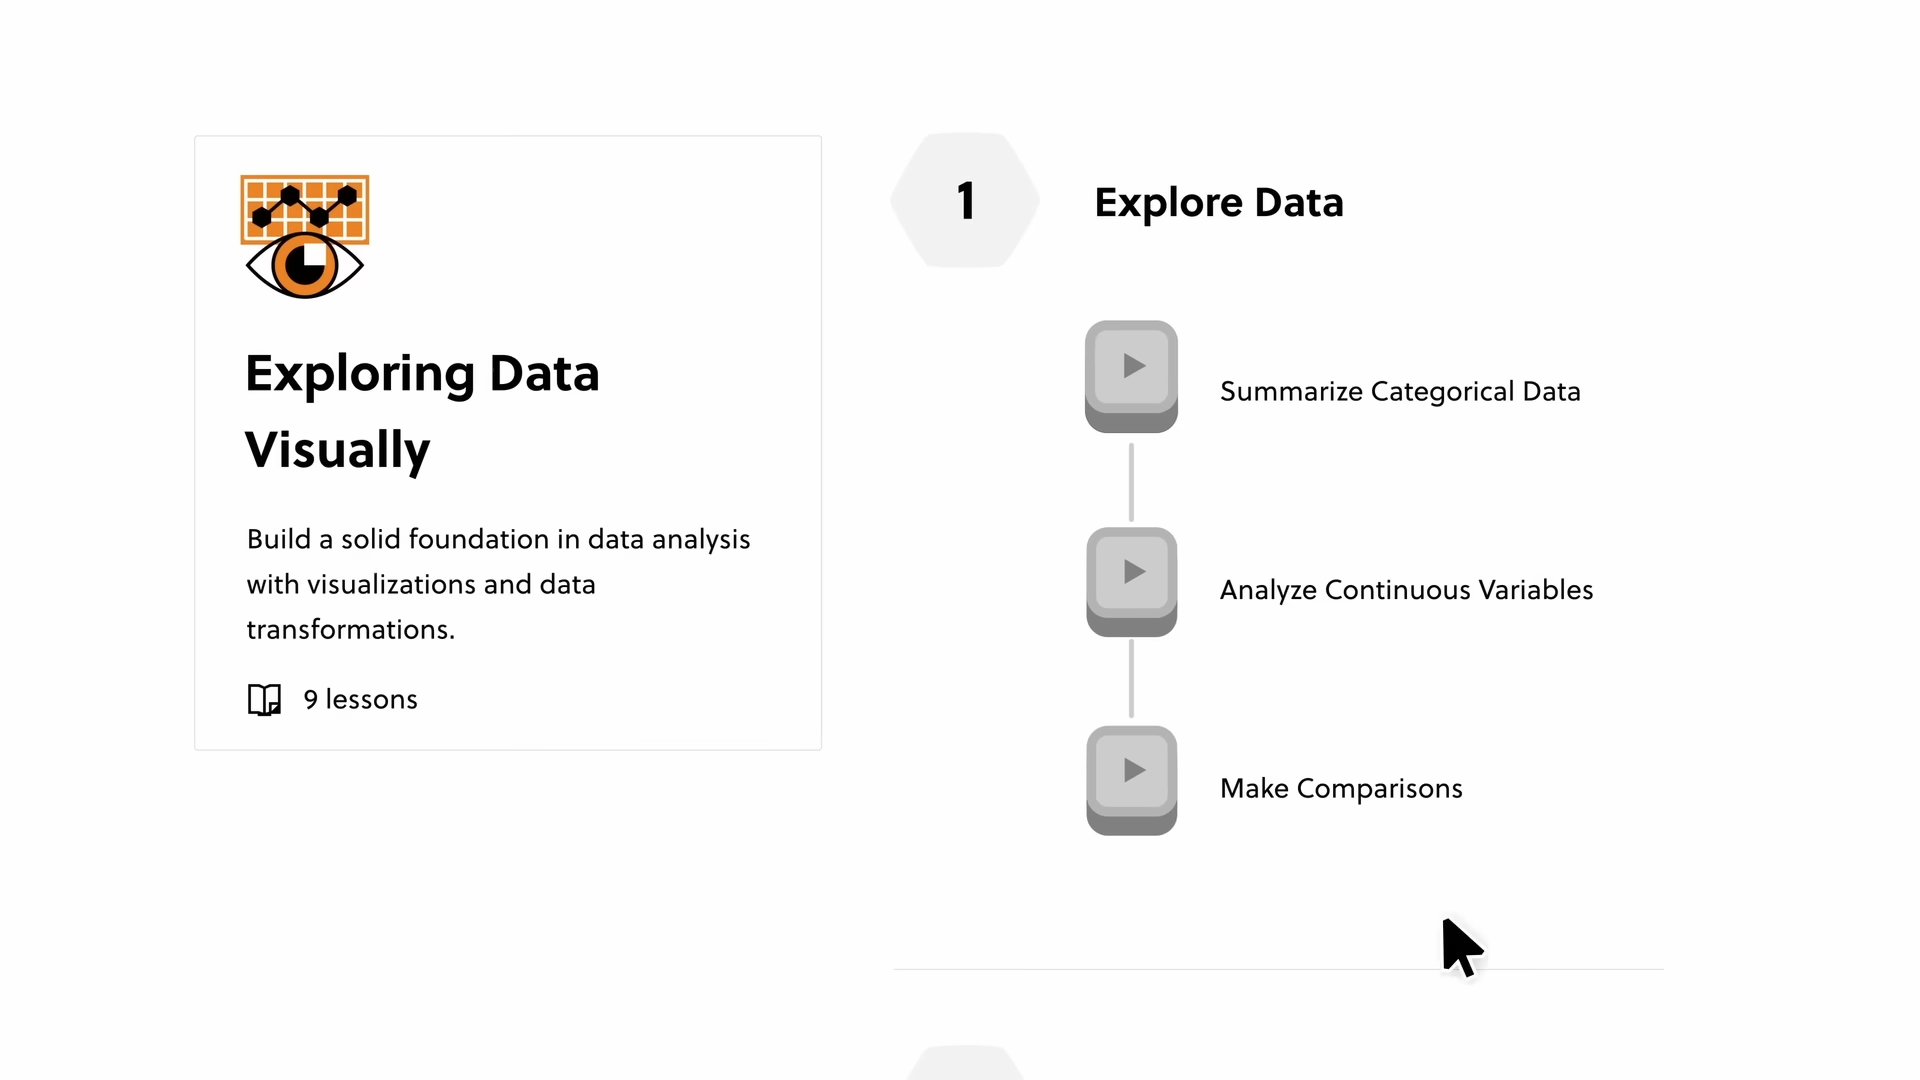 Exploring Data
Visually
Build a solid foundation in data analysis
with visualizations and data
transformations.
9 lessons
1
Explore Data
Summarize Categorical Data
Analyze Continuous Variables
Make Comparisons